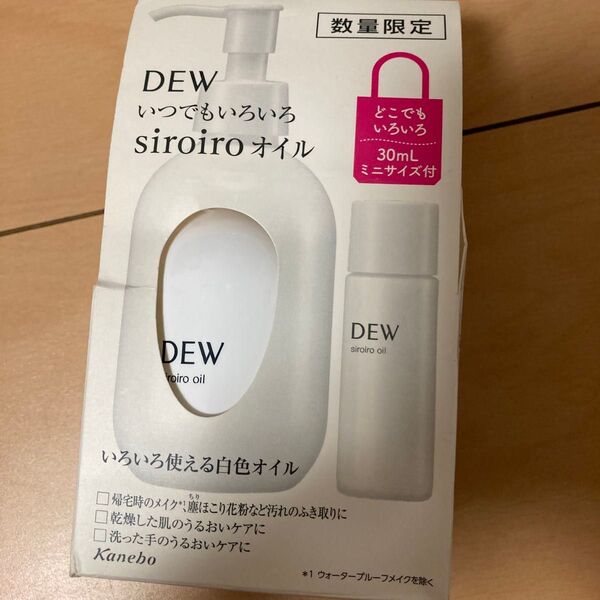 数量限定
DEW
いつでもいろいろ
siroiroオイル
どこでも
いろいろ
30mL
ミニサイズ付
DEW
siroiro oil
DEW
roiro oil
いろいろ使える白色オイル
□帰宅時のメイク*1、塵ほこり花粉など汚れのふき取りに
ちり
□乾燥した肌のうるおいケアに
□洗った手のうるおいケアに
Kanebo
*1 ウォータープルーフメイクを除く